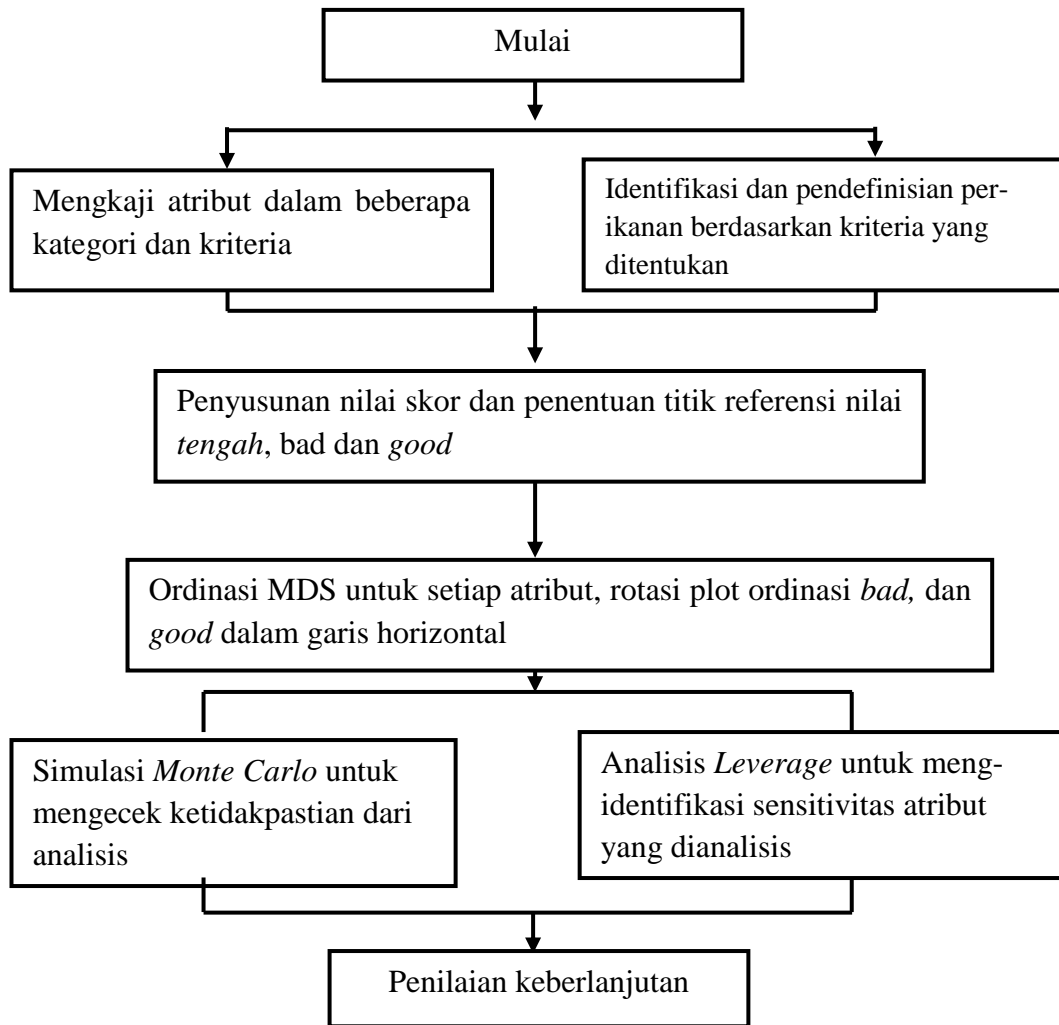 Mulai
Mengkaji atribut dalam beberapa
kategori dan kriteria
Identifikasi dan pendefinisian per-
ikanan berdasarkan kriteria yang
ditentukan
Penyusunan nilai skor dan penentuan titik referensi nilai
tengah, bad dan good
Ordinasi MDS untuk setiap atribut, rotasi plot ordinasi bad, dan
good dalam garis horizontal
Simulasi Monte Carlo untuk
mengecek ketidakpastian dari
analisis
Analisis Leverage untuk meng-
identifikasi sensitivitas atribut
yang dianalisis
Penilaian keberlanjutan